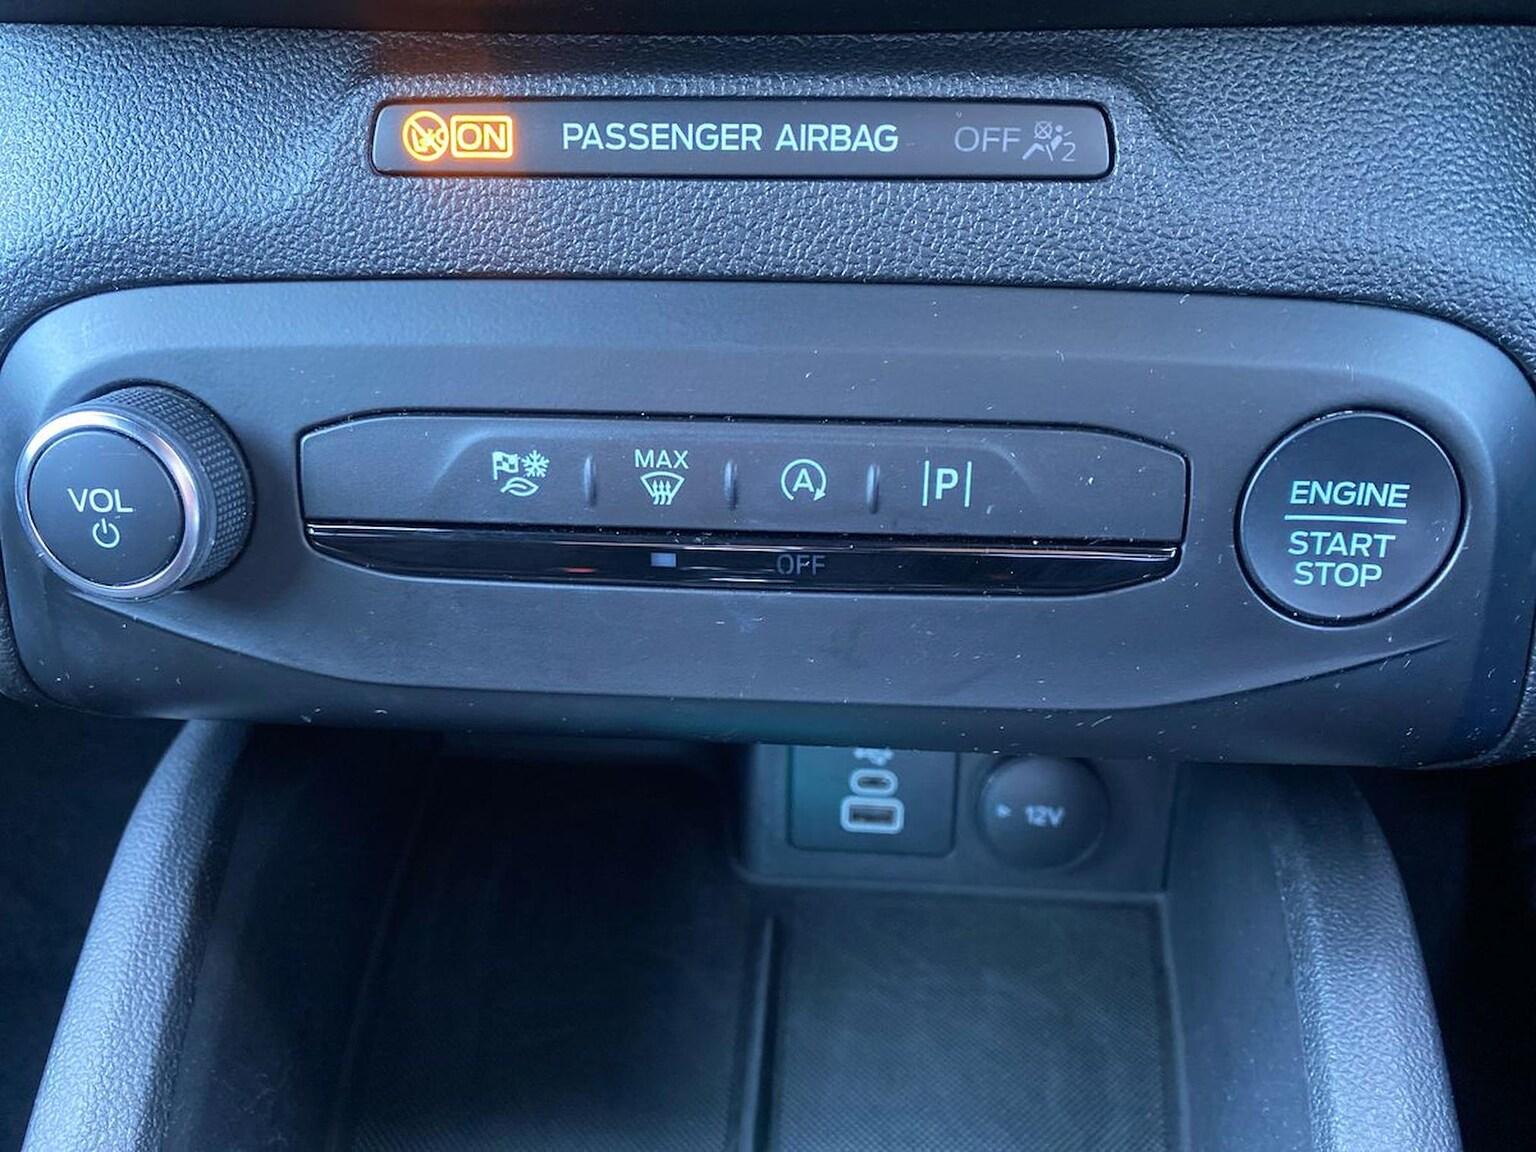 ON PASSENGER AIRBAG OFF 2
VOL
MAX
A
P
OFF
ENGINE
START
STOP
12V